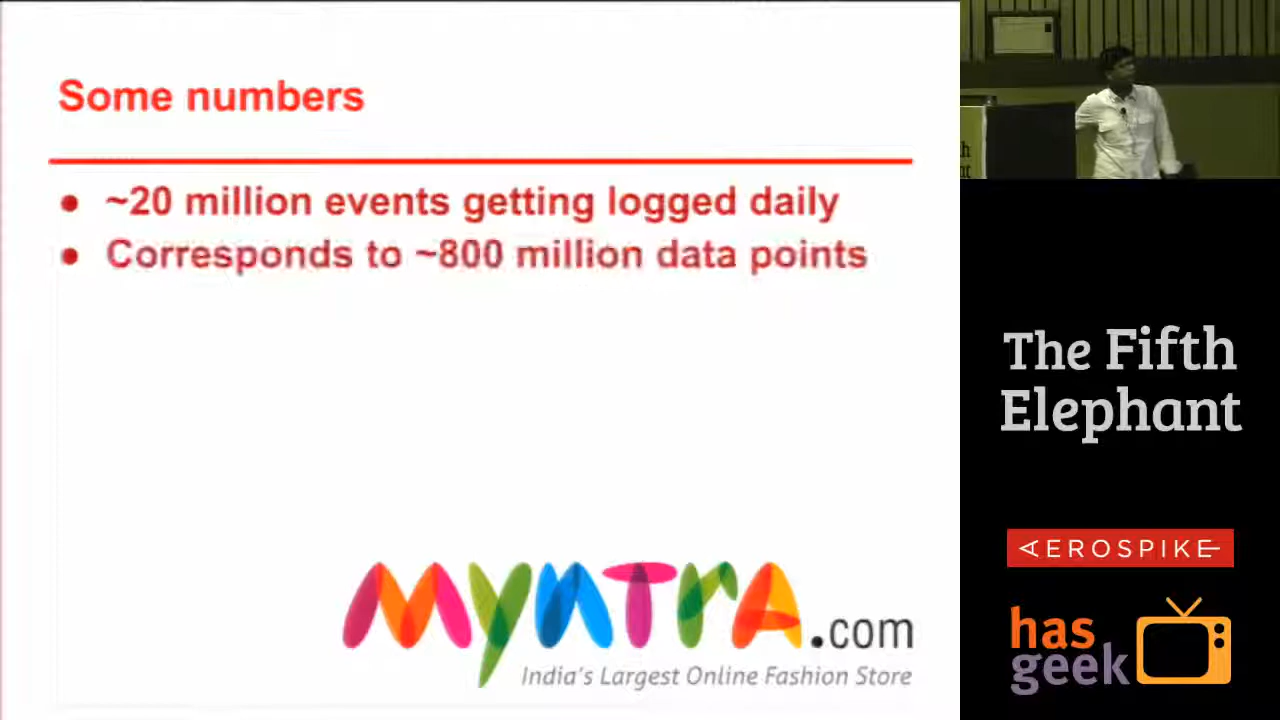 Some numbers
● ~20 million events getting logged daily
● Corresponds to ~800 million data points
myntra.com
India's Largest Online Fashion Store
The Fifth
Elephant
AEROSPIKE
has
geek